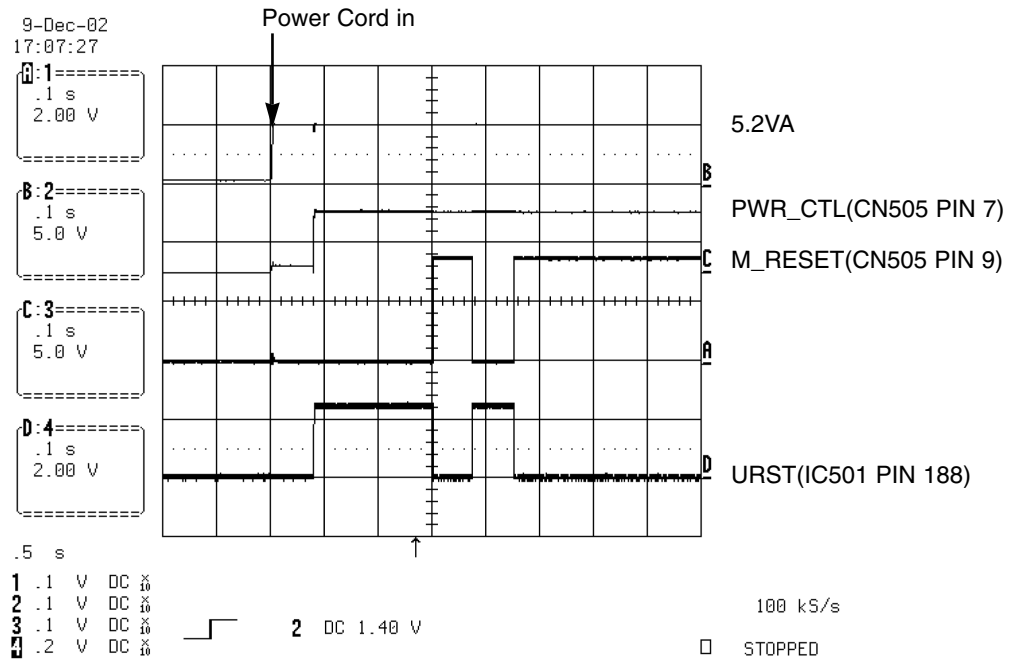 Power Cord in
9-Dec-02
17:07:27
A:1
.1 s
2.00 V
B:2
.1 s
5.0 V
C:3
.1 s
5.0 V
D:4
.1 s
2.00 V
B
C
A
D
5.2VA
PWR_CTL(CN505 PIN 7)
M_RESET(CN505 PIN 9)
URST(IC501 PIN 188)
↑
.5 s
1 .1 V DC X10
2 .1 V DC X10
3 .1 V DC X10
4 .2 V DC X10
2 DC 1.40 V
100 kS/s
STOPPED